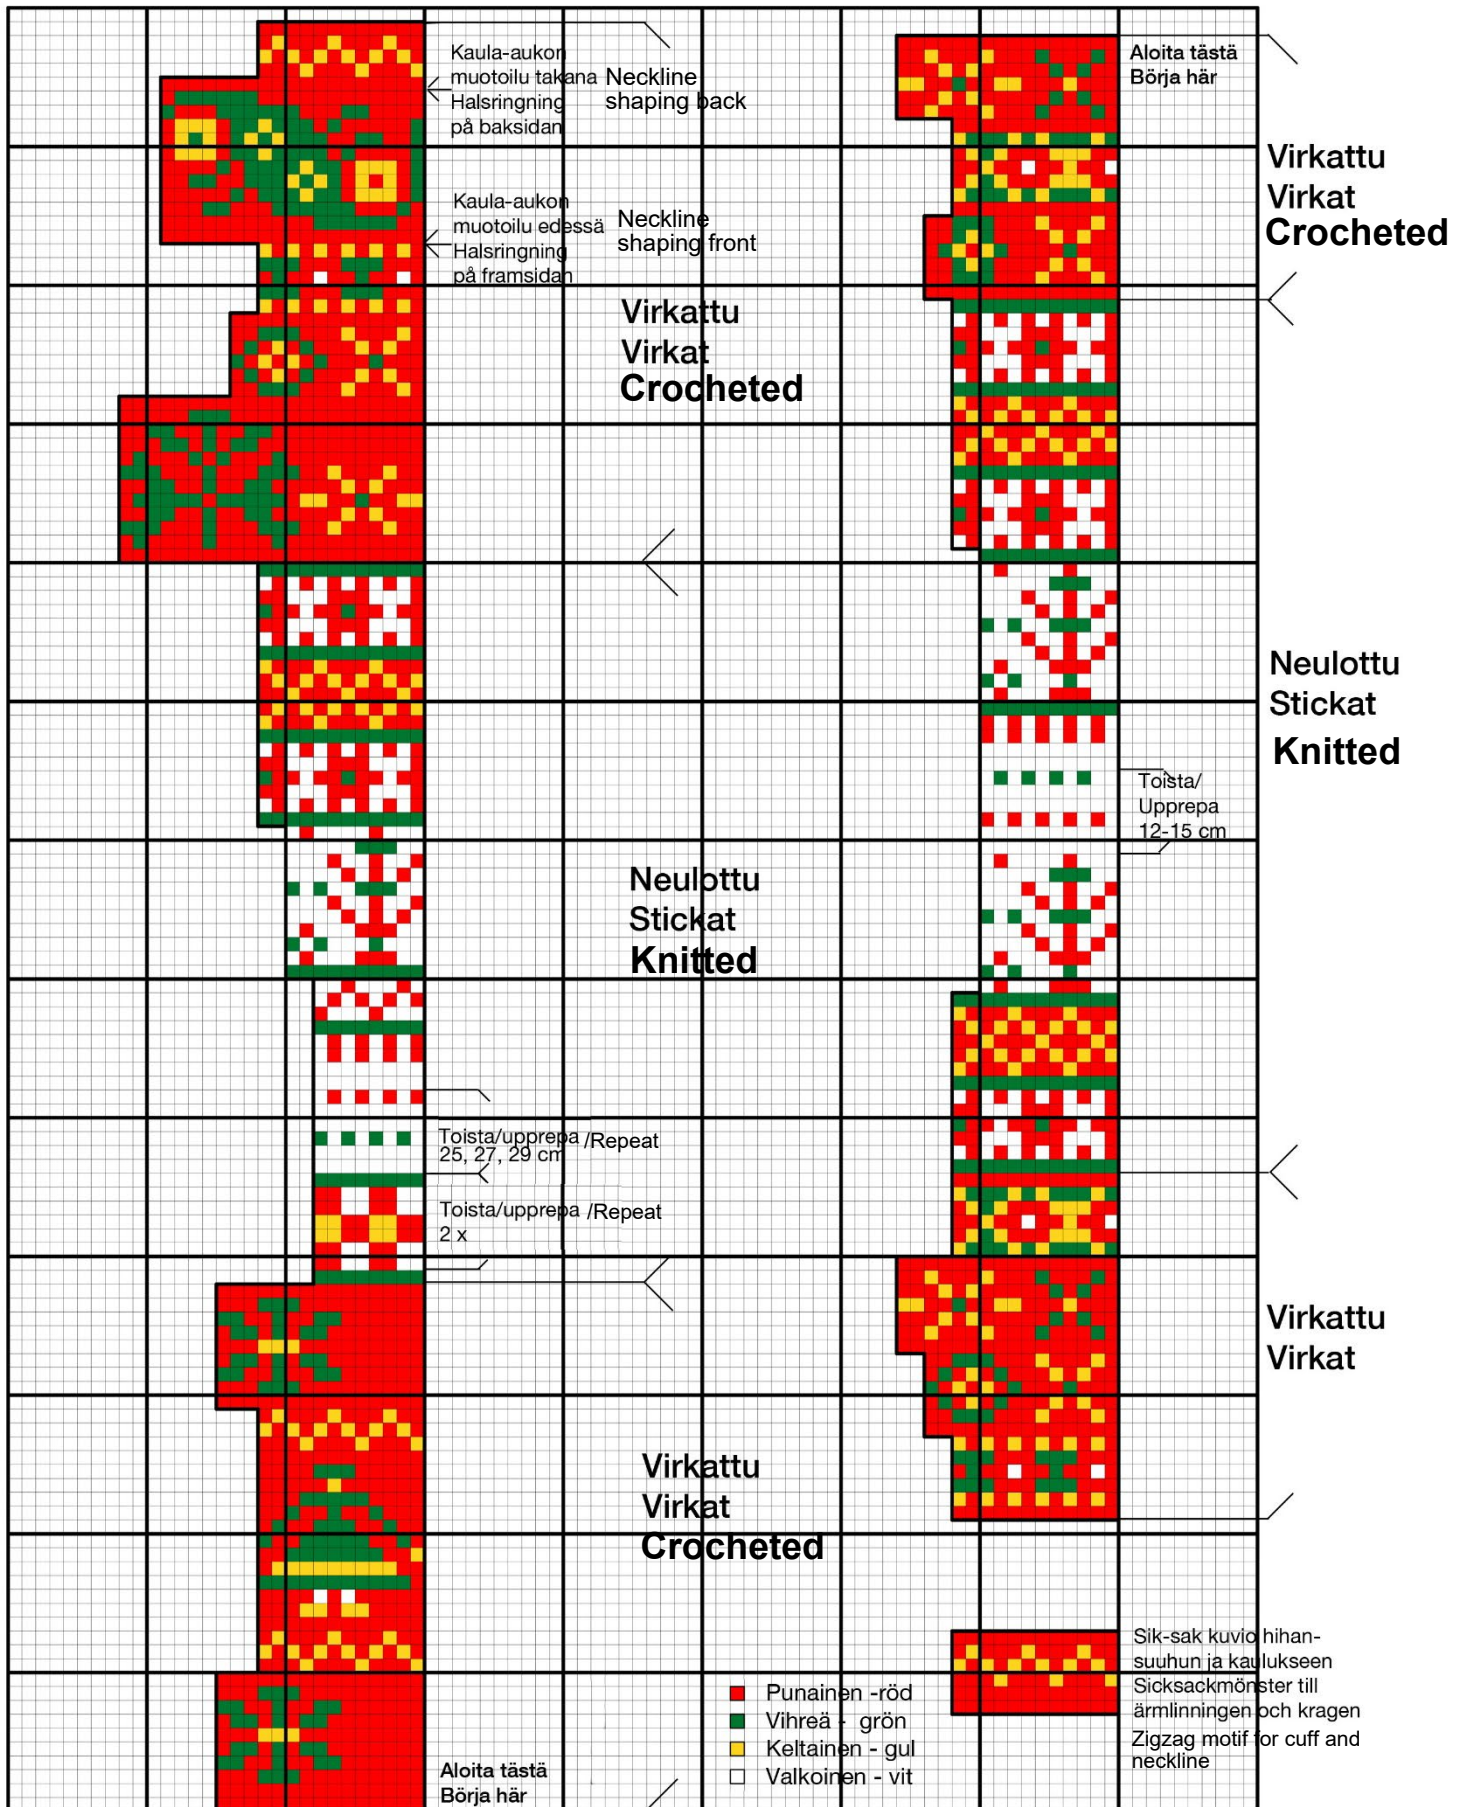 Kaula-aukon
muotoilu takana
Halsringning
på baksidan
Neckline
shaping back
Kaula-aukon
muotoilu edessä
Halsringning
på framsidan
Neckline
shaping front
Virkattu
Virkat
Crocheted
Neulottu
Stickat
Knitted
Toista/upprepa /Repeat
25, 27, 29 cm
Toista/upprepa /Repeat
2 x
Virkattu
Virkat
Crocheted
Aloita tästä
Börja här
Punainen -röd
Vihreä - grön
Keltainen - gul
Valkoinen - vit
Aloita tästä
Börja här
Virkattu
Virkat
Crocheted
Neulottu
Stickat
Knitted
Toista/
Upprepa
12-15 cm
Virkattu
Virkat
Sik-sak kuvio hihan-
suuhun ja kaulukseen
Sicksackmönster till
ärmlinningen och kragen
Zigzag motif for cuff and
neckline